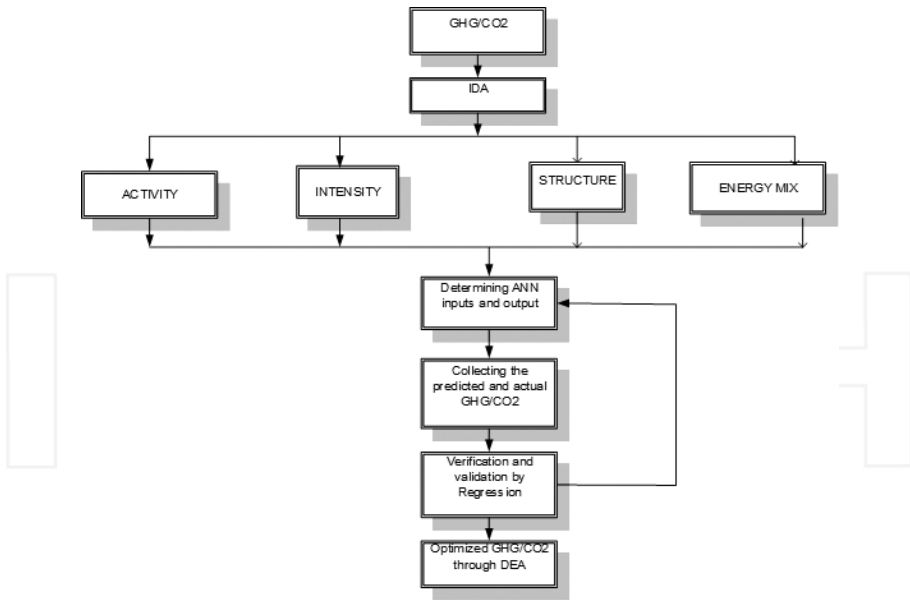 GHG/CO2
IDA
ACTIVITY
INTENSITY
STRUCTURE
ENERGY MIX
Determining ANN
inputs and output
Collecting the
predicted and actual
GHG/CO2
Verification and
validation by
Regression
Optimized GHG/CO2
through DEA